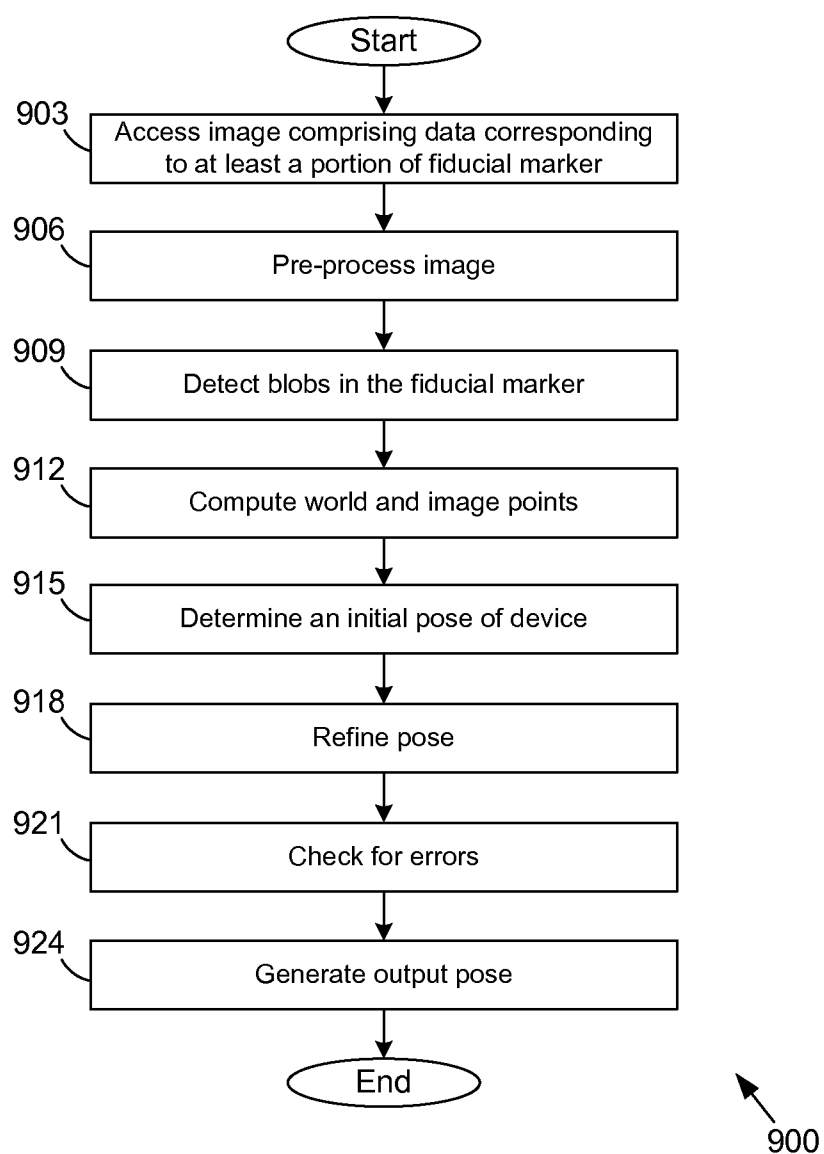 Start
903
Access image comprising data corresponding
to at least a portion of fiducial marker
906
Pre-process image
909
Detect blobs in the fiducial marker
912
Compute world and image points
915
Determine an initial pose of device
918
Refine pose
921
Check for errors
924
Generate output pose
End
900